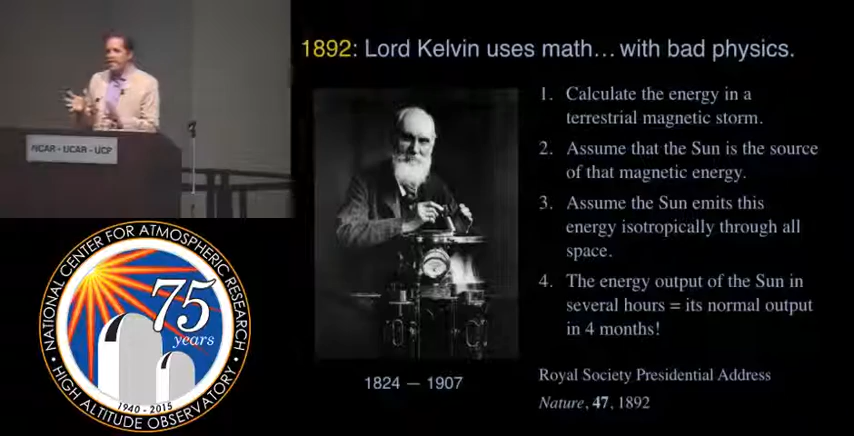 NCAR - UCAR - UCP
1892: Lord Kelvin uses math… with bad physics.
1. Calculate the energy in a
terrestrial magnetic storm.
2. Assume that the Sun is the source
of that magnetic energy.
3. Assume the Sun emits this
energy isotropically through all
space.
4. The energy output of the Sun in
several hours = its normal output
in 4 months!
1824 — 1907
Royal Society Presidential Address
Nature, 47, 1892
NATIONAL CENTER FOR ATMOSPHERIC RESEARCH
75
years
1940 - 2015
HIGH ALTITUDE OBSERVATORY